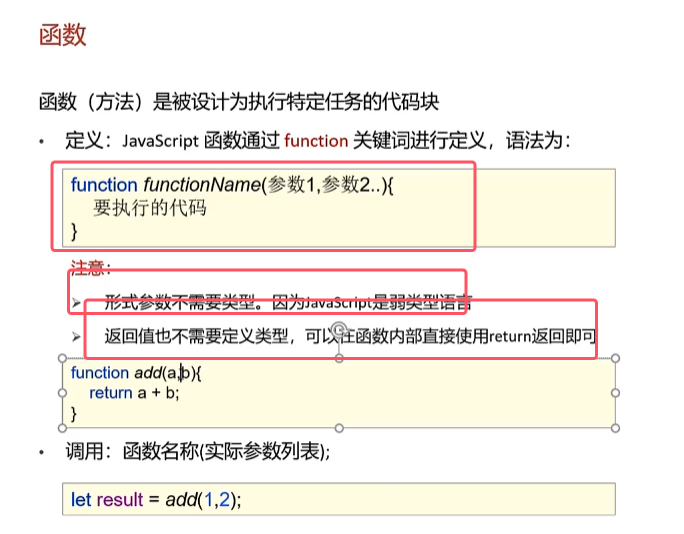 函数
函数（方法）是被设计为执行特定任务的代码块
• 定义：JavaScript 函数通过 function 关键词进行定义，语法为：
function functionName(参数1,参数2..){
要执行的代码
}
注意：
➢ 形式参数不需要类型。因为JavaScript是弱类型语言
➢ 返回值也不需要定义类型，可以在函数内部直接使用return返回即可
function add(a,b){
return a + b;
}
• 调用：函数名称(实际参数列表);
let result = add(1,2);